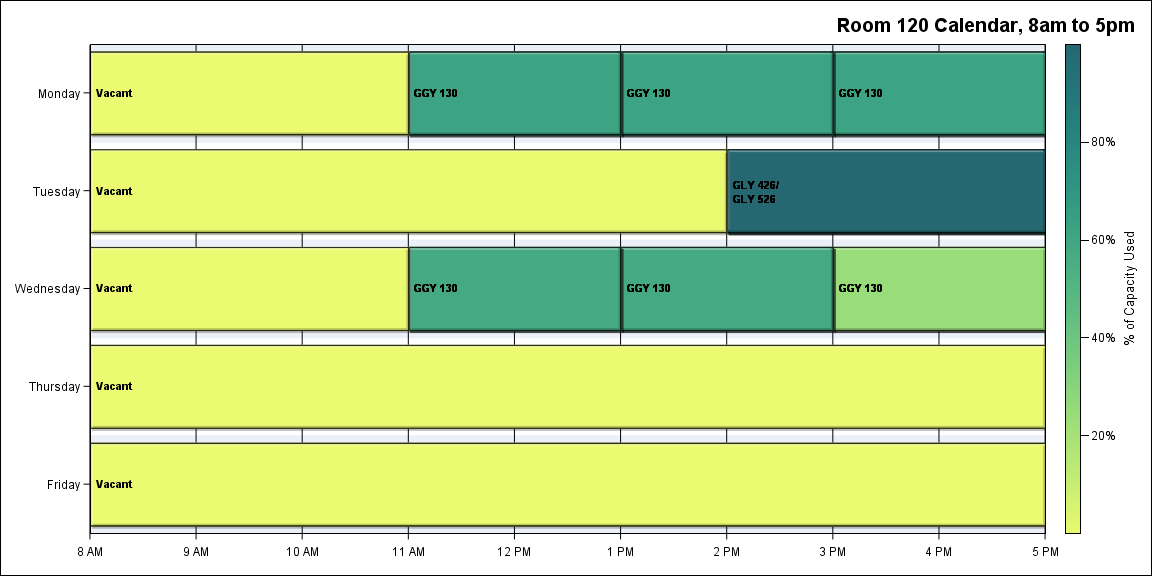 Room 120 Calendar, 8am to 5pm
Monday
Vacant
GGY 130
GGY 130
GGY 130
Tuesday
Vacant
GLY 426/
GLY 526
Wednesday
Vacant
GGY 130
GGY 130
GGY 130
Thursday
Vacant
Friday
Vacant
8 AM
9 AM
10 AM
11 AM
12 PM
1 PM
2 PM
3 PM
4 PM
5 PM
80%
60%
40%
20%
% of Capacity Used